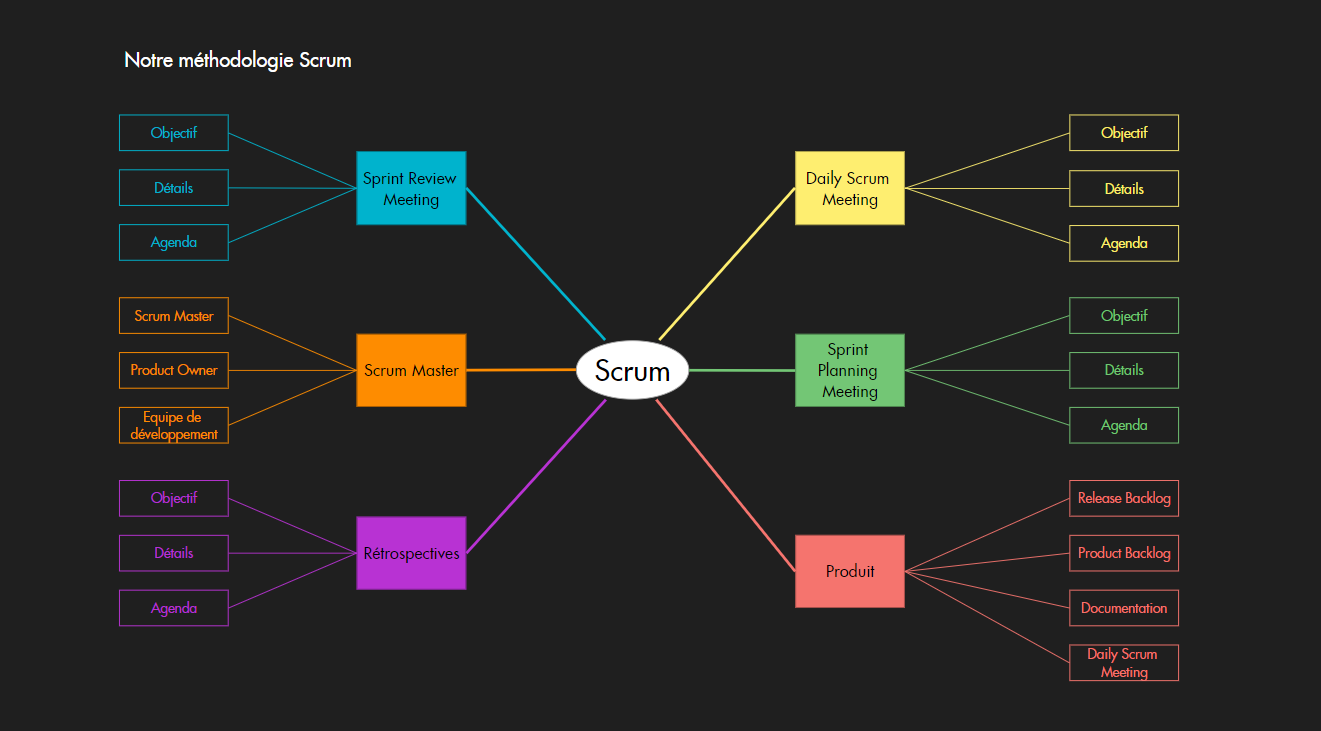 Notre méthodologie Scrum
Objectif
Détails
Agenda
Sprint Review
Meeting
Scrum Master
Product Owner
Equipe de
développement
Scrum Master
Objectif
Détails
Agenda
Rétrospectives
Scrum
Daily Scrum
Meeting
Objectif
Détails
Agenda
Sprint
Planning
Meeting
Objectif
Détails
Agenda
Produit
Release Backlog
Product Backlog
Documentation
Daily Scrum
Meeting